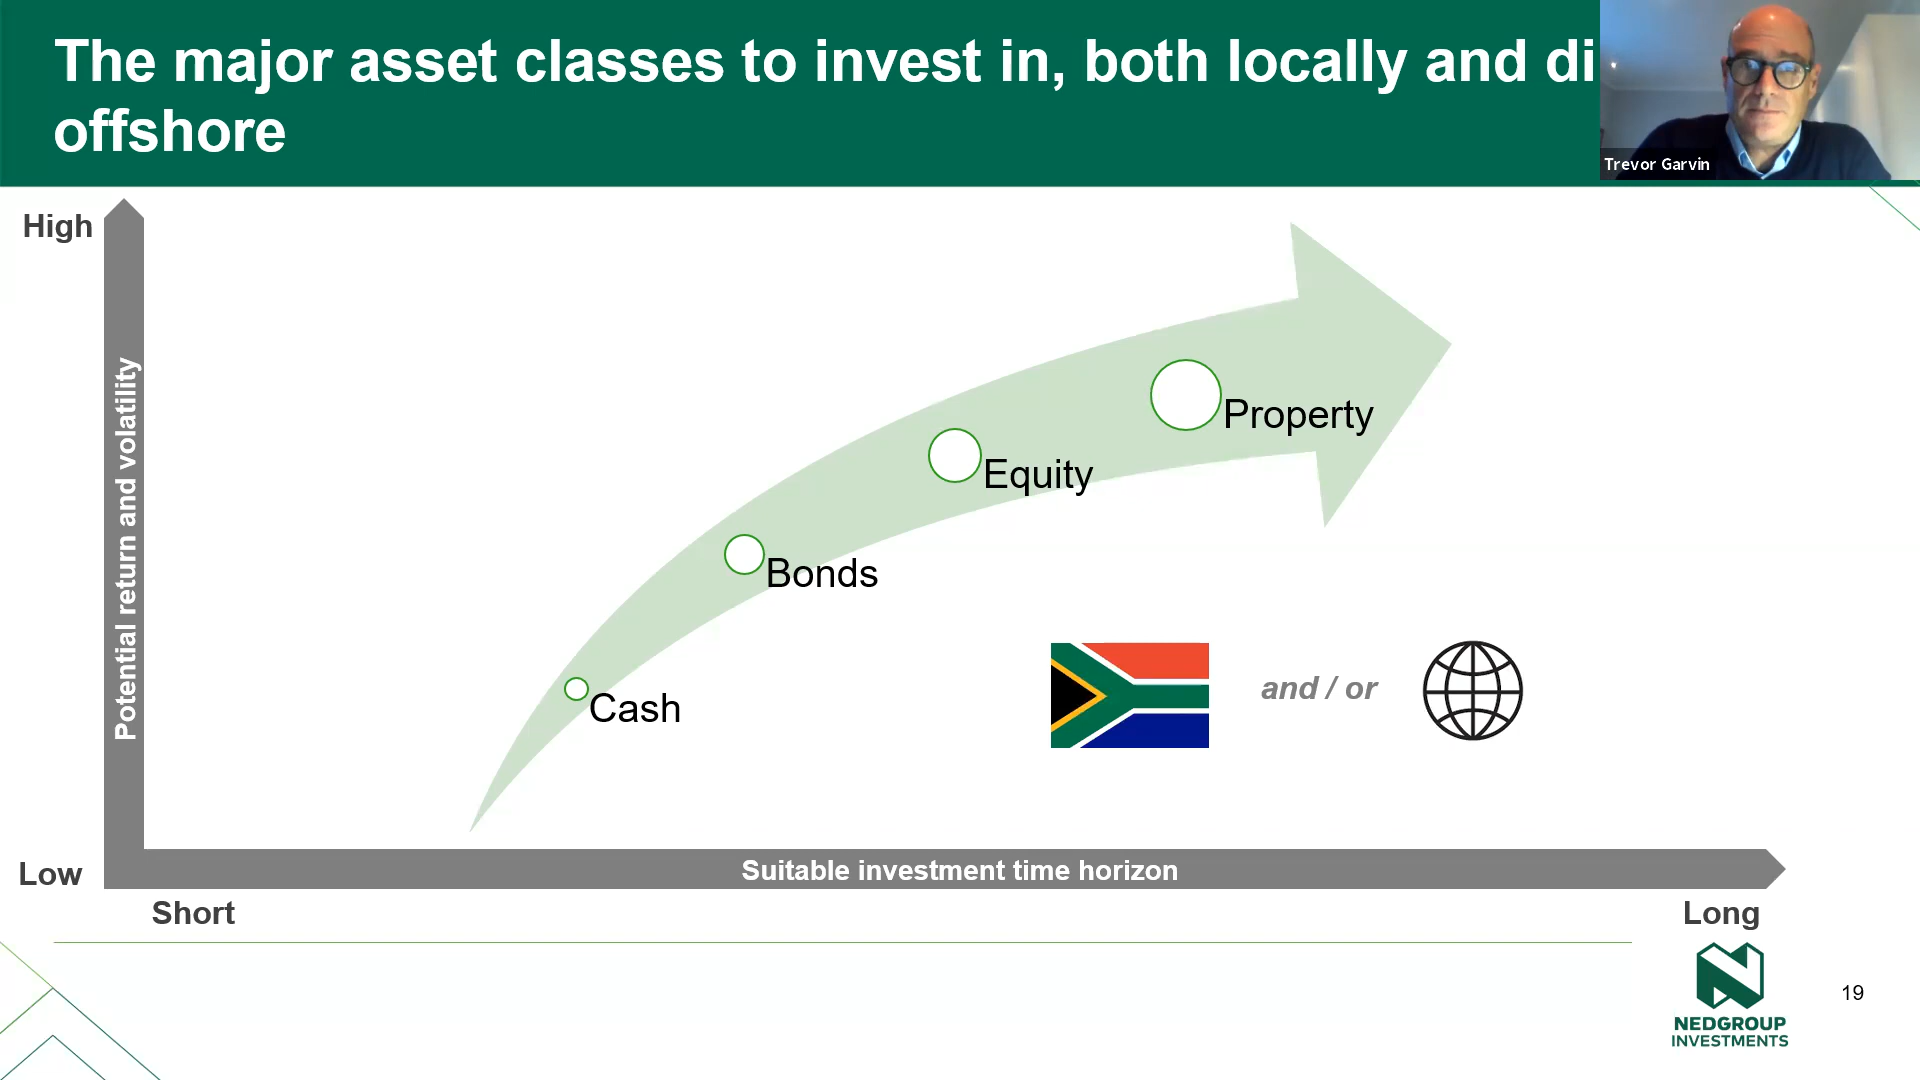 The major asset classes to invest in, both locally and di
offshore
Trevor Garvin
High
Potential return and volatility
Property
Equity
Bonds
Cash
and / or
Low
Suitable investment time horizon
Short
Long
NEDGROUP
INVESTMENTS
19